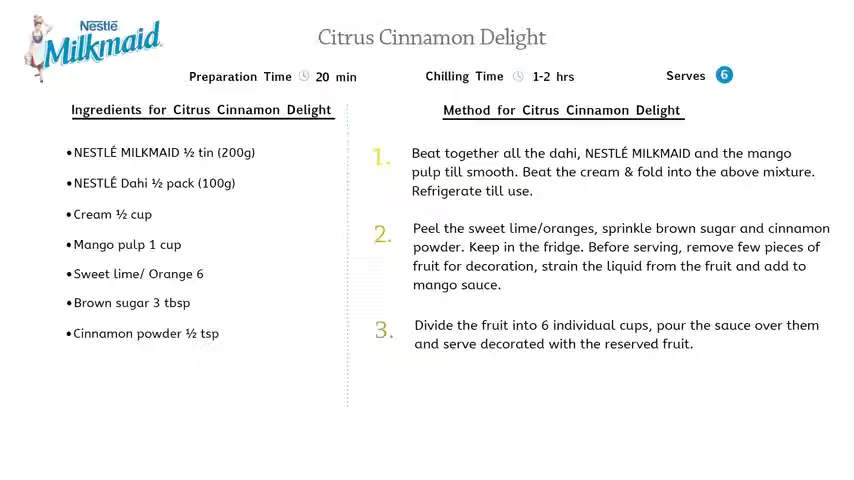 Nestlé
Milkmaid
Citrus Cinnamon Delight
Preparation Time 20 min
Chilling Time 1-2 hrs
Serves 6
Ingredients for Citrus Cinnamon Delight
•NESTLÉ MILKMAID ½ tin (200g)
•NESTLÉ Dahi ½ pack (100g)
•Cream ½ cup
•Mango pulp 1 cup
•Sweet lime/ Orange 6
•Brown sugar 3 tbsp
•Cinnamon powder ½ tsp
Method for Citrus Cinnamon Delight
1. Beat together all the dahi, NESTLÉ MILKMAID and the mango
pulp till smooth. Beat the cream & fold into the above mixture.
Refrigerate till use.
2. Peel the sweet lime/oranges, sprinkle brown sugar and cinnamon
powder. Keep in the fridge. Before serving, remove few pieces of
fruit for decoration, strain the liquid from the fruit and add to
mango sauce.
3. Divide the fruit into 6 individual cups, pour the sauce over them
and serve decorated with the reserved fruit.